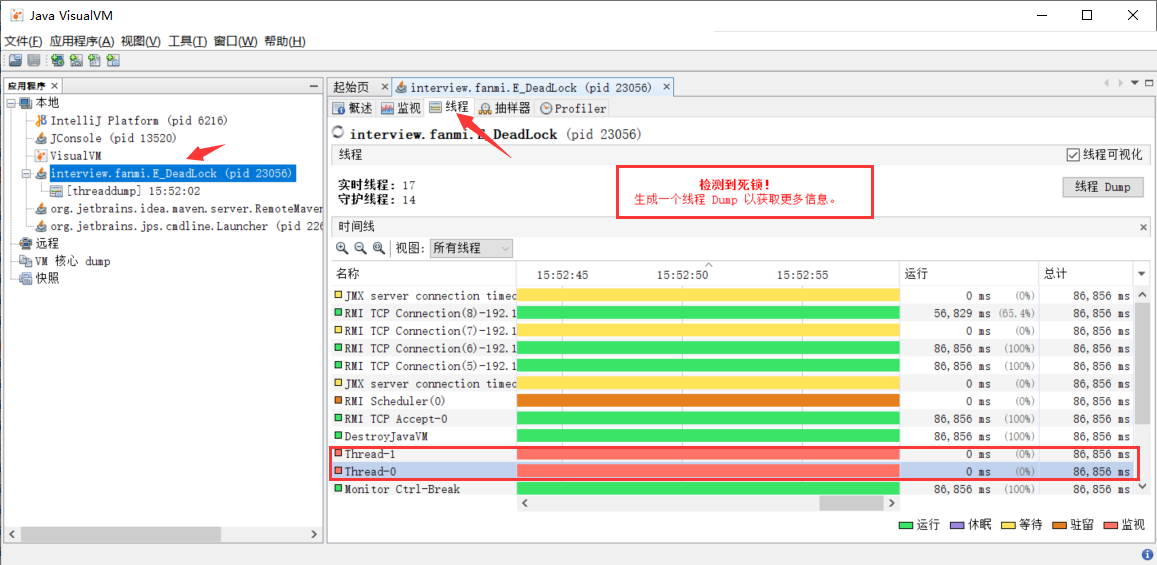 Java VisualVM
文件(F) 应用程序(A) 视图(V) 工具(T) 窗口(W) 帮助(H)
应用程序
本地
IntelliJ Platform (pid 6216)
JConsole (pid 13520)
VisualVM
interview.fanmi.E_DeadLock (pid 23056)
[threaddump] 15:52:02
org.jetbrains.idea.maven.server.RemoteMaven
org.jetbrains.jps.cmdline.Launcher (pid 226
远程
VM 核心 dump
快照
起始页 interview.fanmi.E_DeadLock (pid 23056)
概述 监视 线程 抽样器 Profiler
interview.fanmi.E_DeadLock (pid 23056)
线程 线程可视化
实时线程: 17
守护线程: 14
检测到死锁!
生成一个线程 Dump 以获取更多信息。
线程 Dump
时间线
视图: 所有线程
名称 15:52:45 15:52:50 15:52:55 运行 总计
JMX server connection timeo 0 ms (0%) 86,856 ms
RMI TCP Connection(8)-192.1 56,829 ms (65.4%) 86,856 ms
RMI TCP Connection(7)-192.1 0 ms (0%) 86,856 ms
RMI TCP Connection(6)-192.1 86,856 ms (100%) 86,856 ms
RMI TCP Connection(5)-192.1 86,856 ms (100%) 86,856 ms
JMX server connection timeo 0 ms (0%) 86,856 ms
RMI Scheduler(0) 0 ms (0%) 86,856 ms
RMI TCP Accept-0 86,856 ms (100%) 86,856 ms
DestroyJavaVM 86,856 ms (100%) 86,856 ms
Thread-1 0 ms (0%) 86,856 ms
Thread-0 0 ms (0%) 86,856 ms
Monitor Ctrl-Break 86,856 ms (100%) 86,856 ms
运行 休眠 等待 驻留 监视